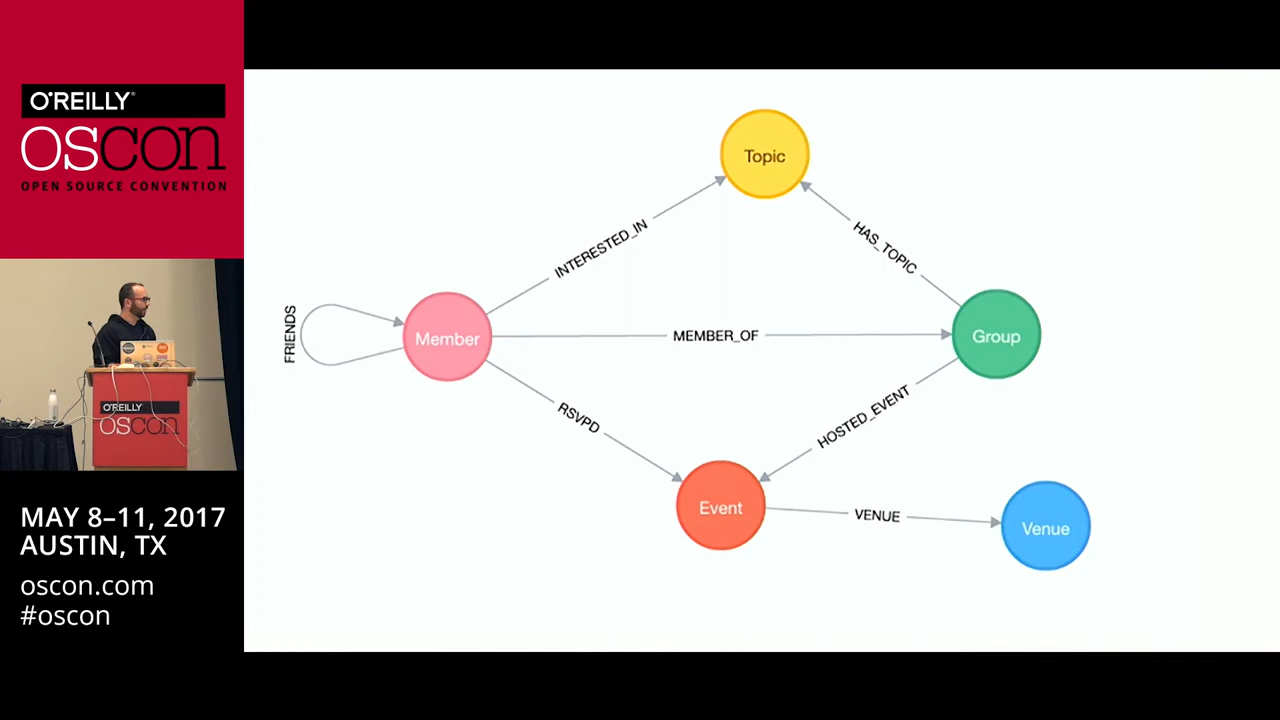 O'REILLY®
OSCON
OPEN SOURCE CONVENTION
O'REILLY
OSCON
MAY 8–11, 2017
AUSTIN, TX
oscon.com
#oscon
Topic
INTERESTED_IN
HAS_TOPIC
FRIENDS
Member
MEMBER_OF
Group
RSVPD
HOSTED_EVENT
Event
VENUE
Venue